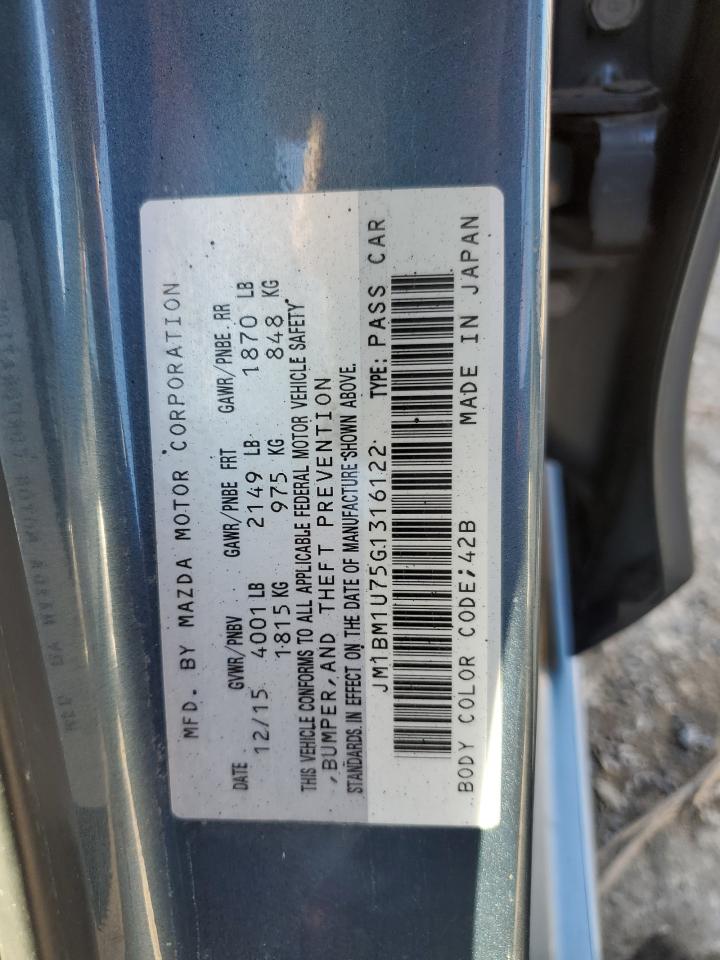 MFD. BY MAZDA MOTOR CORPORATION
DATE GVWR/PNBV GAWR/PNBE FRT GAWR/PNBE RR
12/15 4001 LB 2149 LB 1870 LB
1815 KG 975 KG 848 KG
THIS VEHICLE CONFORMS TO ALL APPLICABLE FEDERAL MOTOR VEHICLE SAFETY
,BUMPER,AND THEFT PREVENTION
STANDARDS IN EFFECT ON THE DATE OF MANUFACTURE SHOWN ABOVE.
JM1BM1U75G1316122 TYPE: PASS CAR
BODY COLOR CODE;42B MADE IN JAPAN